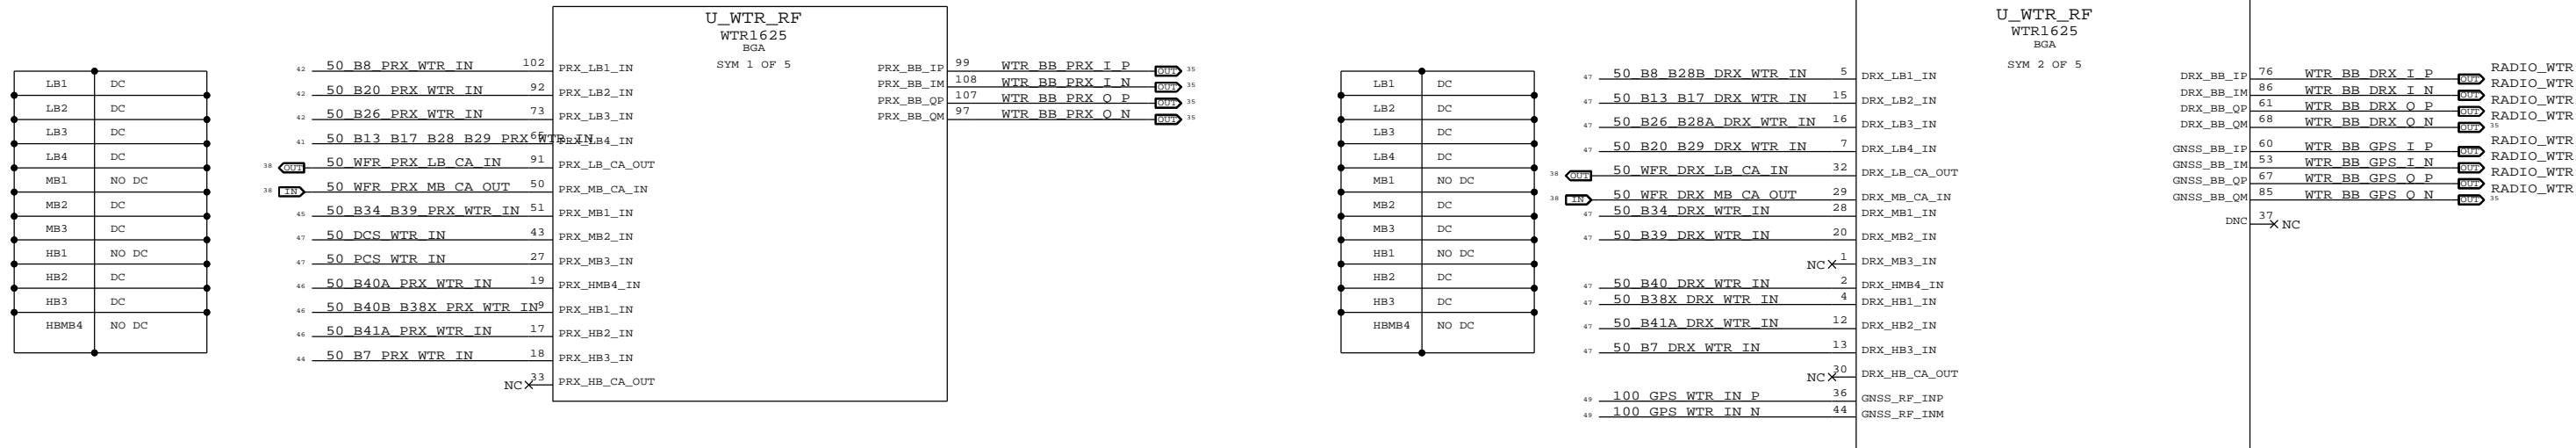 U_WTR_RF
WTR1625
BGA
SYM 1 OF 5
LB1 DC
LB2 DC
LB3 DC
LB4 DC
MB1 NO DC
MB2 DC
MB3 DC
HB1 NO DC
HB2 DC
HB3 DC
HBMB4 NO DC
42 50_B8_PRX_WTR_IN 102 PRX_LB1_IN
42 50_B20_PRX_WTR_IN 92 PRX_LB2_IN
42 50_B26_PRX_WTR_IN 73 PRX_LB3_IN
41 50_B13_B17_B28_B29_PRX_WTR_IN 65 PRX_LB4_IN
38 OUT 50_WFR_PRX_LB_CA_IN 91 PRX_LB_CA_OUT
38 IN 50_WFR_PRX_MB_CA_OUT 50 PRX_MB_CA_IN
45 50_B34_B39_PRX_WTR_IN 51 PRX_MB1_IN
47 50_DCS_WTR_IN 43 PRX_MB2_IN
47 50_PCS_WTR_IN 27 PRX_MB3_IN
46 50_B40A_PRX_WTR_IN 19 PRX_HMB4_IN
46 50_B40B_B38X_PRX_WTR_IN 9 PRX_HB1_IN
46 50_B41A_PRX_WTR_IN 17 PRX_HB2_IN
44 50_B7_PRX_WTR_IN 18 PRX_HB3_IN
NC 33 PRX_HB_CA_OUT
PRX_BB_IP 99 WTR_BB_PRX_I_P OUT 35
PRX_BB_IM 108 WTR_BB_PRX_I_N OUT 35
PRX_BB_QP 107 WTR_BB_PRX_Q_P OUT 35
PRX_BB_QM 97 WTR_BB_PRX_Q_N OUT 35
U_WTR_RF
WTR1625
BGA
SYM 2 OF 5
LB1 DC
LB2 DC
LB3 DC
LB4 DC
MB1 NO DC
MB2 DC
MB3 DC
HB1 NO DC
HB2 DC
HB3 DC
HBMB4 NO DC
47 50_B8_B28B_DRX_WTR_IN 5 DRX_LB1_IN
47 50_B13_B17_DRX_WTR_IN 15 DRX_LB2_IN
47 50_B26_B28A_DRX_WTR_IN 16 DRX_LB3_IN
47 50_B20_B29_DRX_WTR_IN 7 DRX_LB4_IN
38 OUT 50_WFR_DRX_LB_CA_IN 32 DRX_LB_CA_OUT
38 IN 50_WFR_DRX_MB_CA_OUT 29 DRX_MB_CA_IN
47 50_B34_DRX_WTR_IN 28 DRX_MB1_IN
47 50_B39_DRX_WTR_IN 20 DRX_MB2_IN
NC 1 DRX_MB3_IN
47 50_B40_DRX_WTR_IN 2 DRX_HMB4_IN
47 50_B38X_DRX_WTR_IN 4 DRX_HB1_IN
47 50_B41A_DRX_WTR_IN 12 DRX_HB2_IN
47 50_B7_DRX_WTR_IN 13 DRX_HB3_IN
NC 30 DRX_HB_CA_OUT
49 100_GPS_WTR_IN_P 36 GNSS_RF_INP
49 100_GPS_WTR_IN_N 44 GNSS_RF_INM
DRX_BB_IP 76 WTR_BB_DRX_I_P OUT RADIO_WTR
DRX_BB_IM 86 WTR_BB_DRX_I_N OUT RADIO_WTR
DRX_BB_QP 61 WTR_BB_DRX_Q_P OUT RADIO_WTR
DRX_BB_QM 68 WTR_BB_DRX_Q_N OUT 35 RADIO_WTR
GNSS_BB_IP 60 WTR_BB_GPS_I_P OUT RADIO_WTR
GNSS_BB_IM 53 WTR_BB_GPS_I_N OUT RADIO_WTR
GNSS_BB_QP 67 WTR_BB_GPS_Q_P OUT RADIO_WTR
GNSS_BB_QM 85 WTR_BB_GPS_Q_N OUT 35 RADIO_WTR
DNC 37 NC